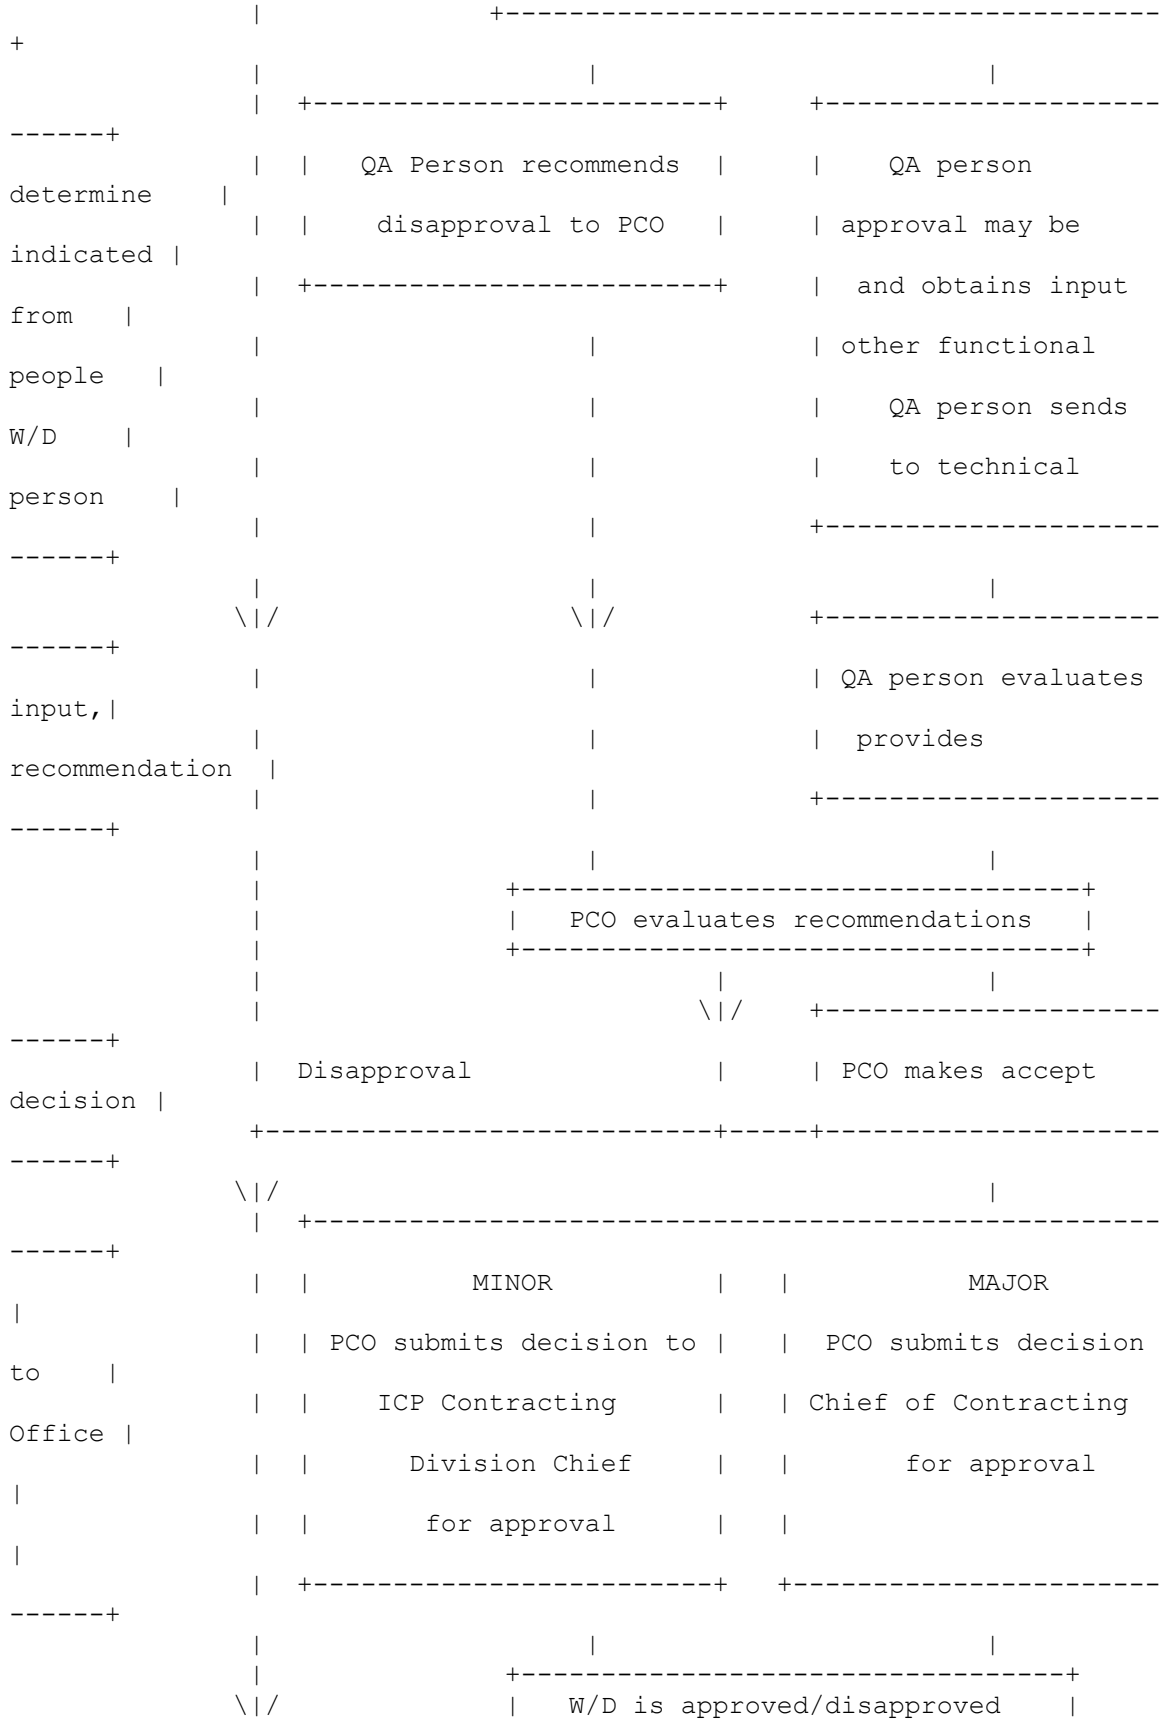 |              +-----------------------------------------
+
               |                    |                       |
               |  +-------------------------+     +---------------------
------+
               |  |   QA Person recommends  |     |    QA person
determine    |
               |  |    disapproval to PCO   |     | approval may be
indicated |
               |  +-------------------------+     |  and obtains input
from   |
               |                    |             | other functional
people   |
               |                    |             |    QA person sends
W/D    |
               |                    |             |    to technical
person    |
               |                    |             +---------------------
------+
               |                    |                       |
              \|/                  \|/            +---------------------
------+
               |                    |             | QA person evaluates
input,|
               |                    |             |  provides
recommendation  |
               |                    |             +---------------------
------+
               |                    |                       |
               |               +-----------------------------------+
               |               |   PCO evaluates recommendations   |
               |               +-----------------------------------+
               |                            |               |
               |                           \|/    +---------------------
------+
               |  Disapproval               |     | PCO makes accept
decision |
               +----------------------------+-----+---------------------
------+
              \|/                                           |
               |  +-----------------------------------------------------
------+
               |  |          MINOR          |   |           MAJOR
|
               |  | PCO submits decision to |   |  PCO submits decision
to    |
               |  |    ICP Contracting      |   | Chief of Contracting
Office |
               |  |      Division Chief     |   |       for approval
|
               |  |       for approval      |   |
|
               |  +-------------------------+   +-----------------------
------+
               |                    |                       |
               |               +----------------------------------+
              \|/              |   W/D is approved/disapproved    |